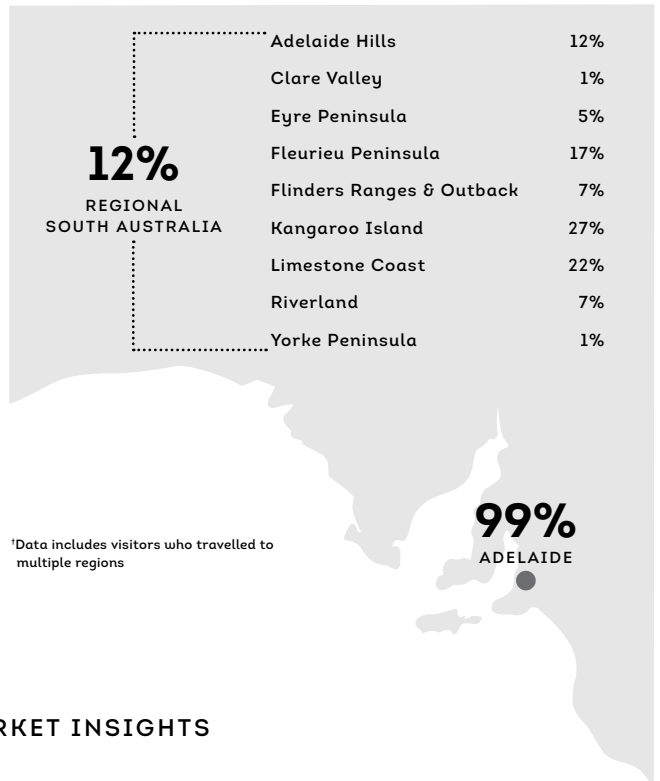 Adelaide Hills 12%
Clare Valley 1%
Eyre Peninsula 5%
12%
REGIONAL
SOUTH AUSTRALIA
Fleurieu Peninsula 17%
Flinders Ranges & Outback 7%
Kangaroo Island 27%
Limestone Coast 22%
Riverland 7%
Yorke Peninsula 1%
99%
ADELAIDE
†Data includes visitors who travelled to
multiple regions
INSIGHTS